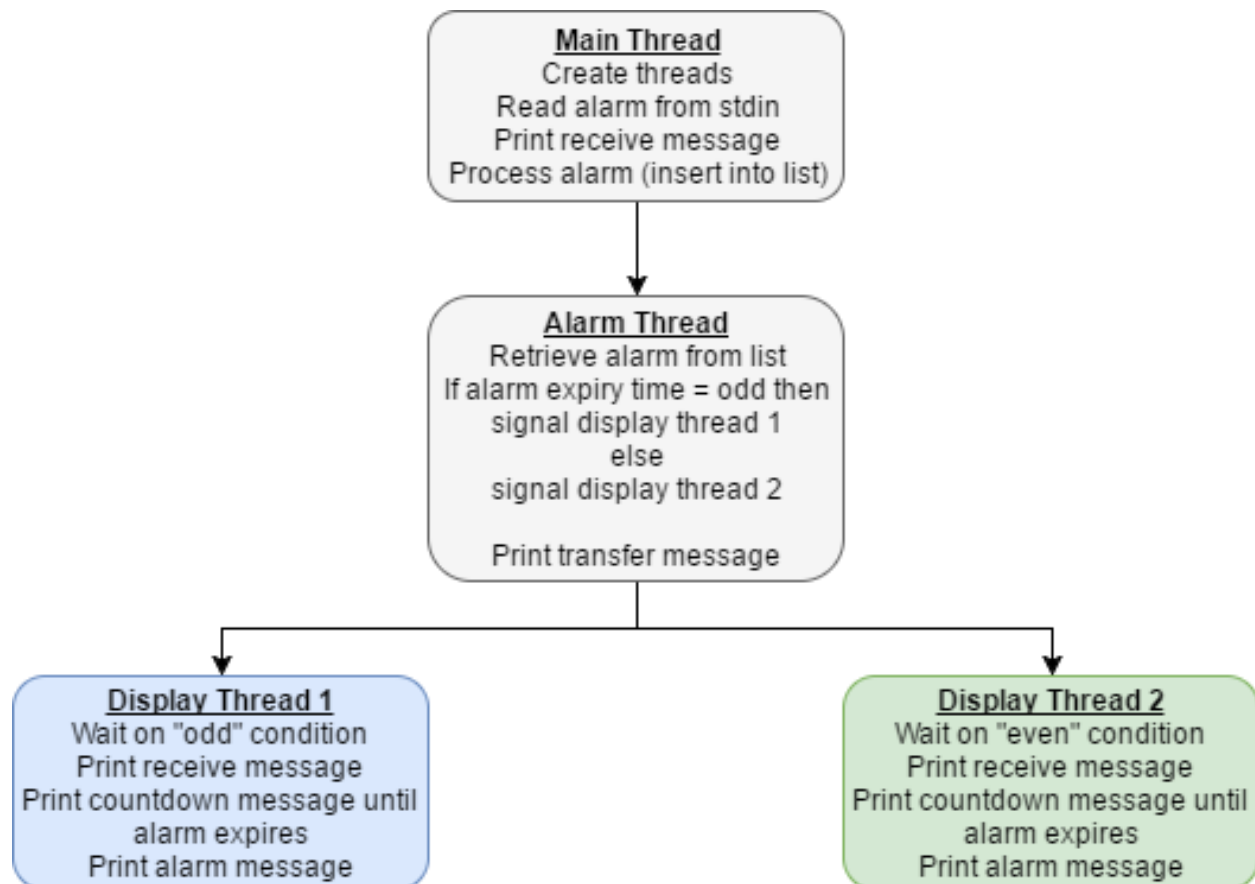 Main Thread
Create threads
Read alarm from stdin
Print receive message
Process alarm (insert into list)
Alarm Thread
Retrieve alarm from list
If alarm expiry time = odd then
signal display thread 1
else
signal display thread 2
Print transfer message
Display Thread 1
Wait on "odd" condition
Print receive message
Print countdown message until
alarm expires
Print alarm message
Display Thread 2
Wait on "even" condition
Print receive message
Print countdown message until
alarm expires
Print alarm message